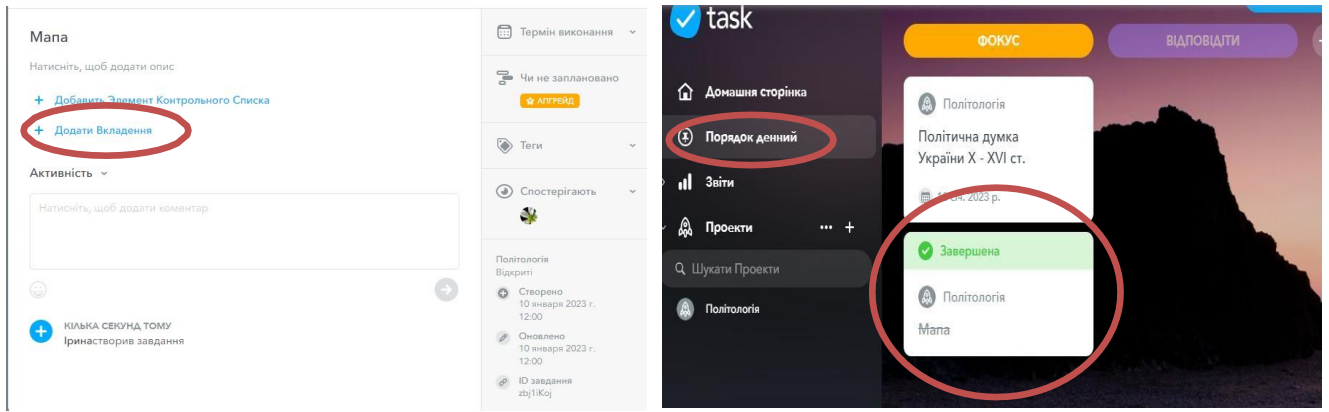 Мапа
Натисніть, щоб додати опис
+ Добавить Элемент Контрольного Списка
+ Додати Вкладення
Активність
Натисніть, щоб додати коментар
КІЛЬКА СЕКУНД ТОМУ
Іринастворив завдання
Термін виконання
Чи не заплановано
АПГРЕЙД
Теги
Спостерігають
Політологія
Відкриті
Створено
10 января 2023 г.
12:00
Оновлено
10 января 2023 г.
12:00
ID завдання
zbj1iKoj
task
Домашня сторінка
Порядок денний
Звіти
Проекти ••• +
Шукати Проекти
Політологія
ФОКУС
ВІДПОВІДІТИ
Політологія
Політична думка
України X - XVI ст.
січ. 2023 р.
Завершена
Політологія
Мапа